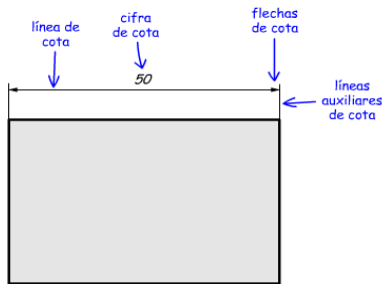 línea de
cota
cifra
de cota
flechas
de cota
50
líneas
auxiliares
de cota